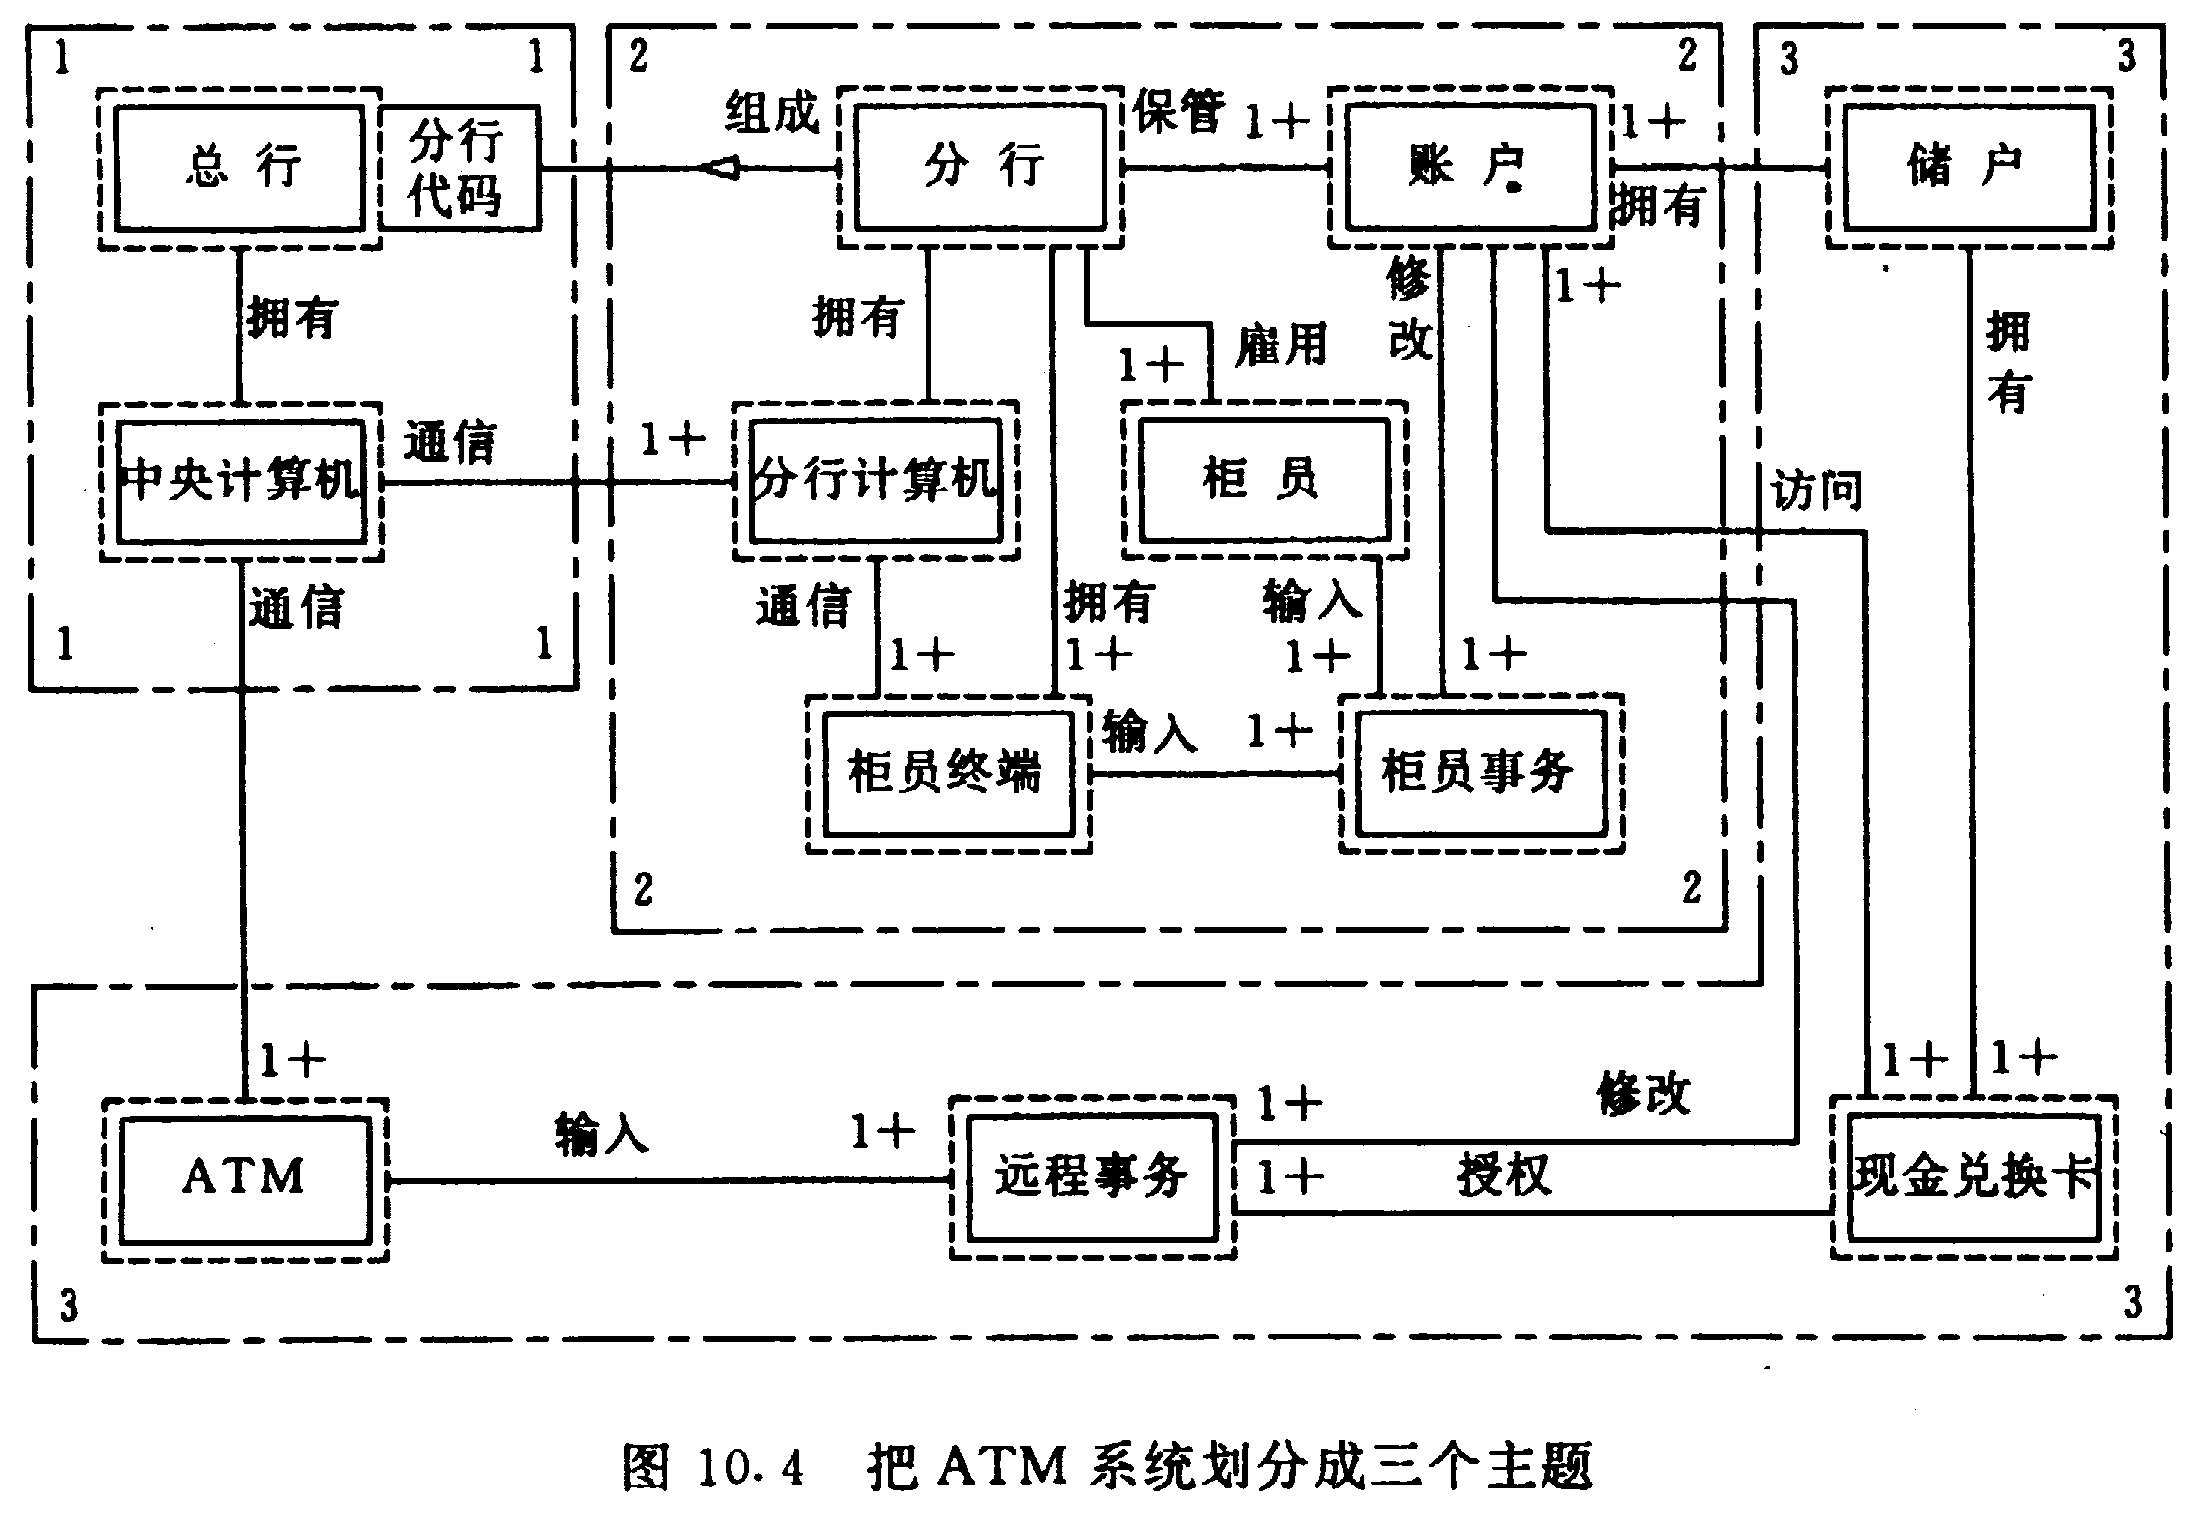 1 1 2 2 3 3
组成 保管 1+ 1+
总行 分行 分行 账户 储户
代码
拥有
修 1+
拥有 拥有 雇用 改 拥
1+ 有
通信 1+
中央计算机 分行计算机 柜员 访问
通信 通信 拥有 输入
1 1 1+ 1+ 1+ 1+
输入 1+
柜员终端 柜员事务
2 2
1+ 1+ 1+
1+ 修改
输入 1+
ATM 远程事务 1+ 授权 现金兑换卡
3 3
图 10.4 把 ATM 系统划分成三个主题